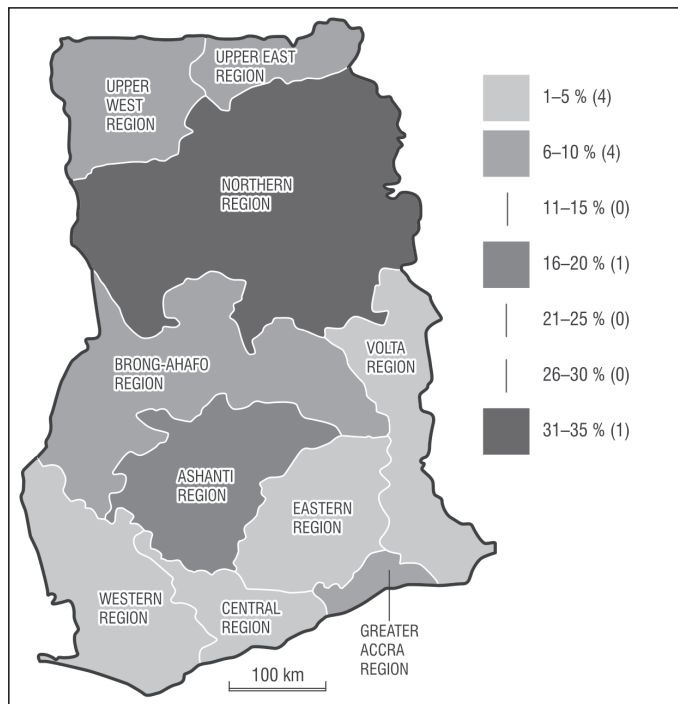 UPPER EAST
REGION
UPPER
WEST
REGION
NORTHERN
REGION
BRONG-AHAFO
REGION
VOLTA
REGION
ASHANTI
REGION
EASTERN
REGION
WESTERN
REGION
CENTRAL
REGION
GREATER
ACCRA
REGION
100 km
1–5 % (4)
6–10 % (4)
11–15 % (0)
16–20 % (1)
21–25 % (0)
26–30 % (0)
31–35 % (1)